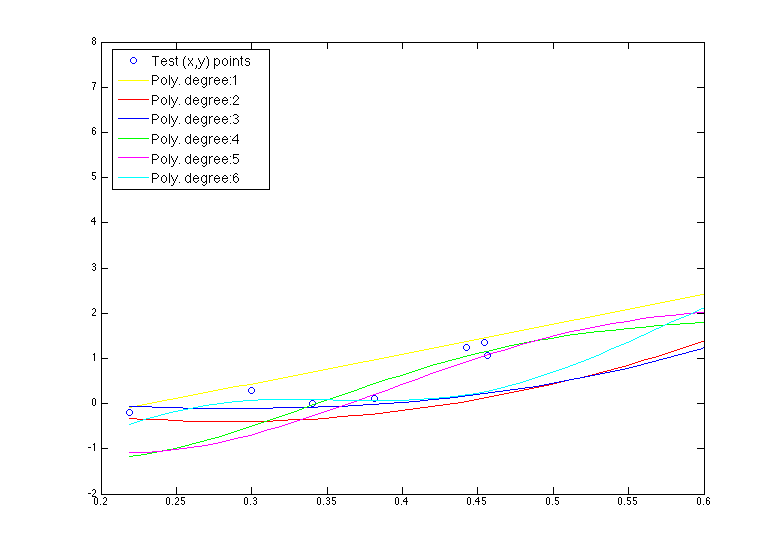 8
7
6
5
4
3
2
1
0
-1
-2
Test (x,y) points
Poly. degree:1
Poly. degree:2
Poly. degree:3
Poly. degree:4
Poly. degree:5
Poly. degree:6
0.2
0.25
0.3
0.35
0.4
0.45
0.5
0.55
0.6